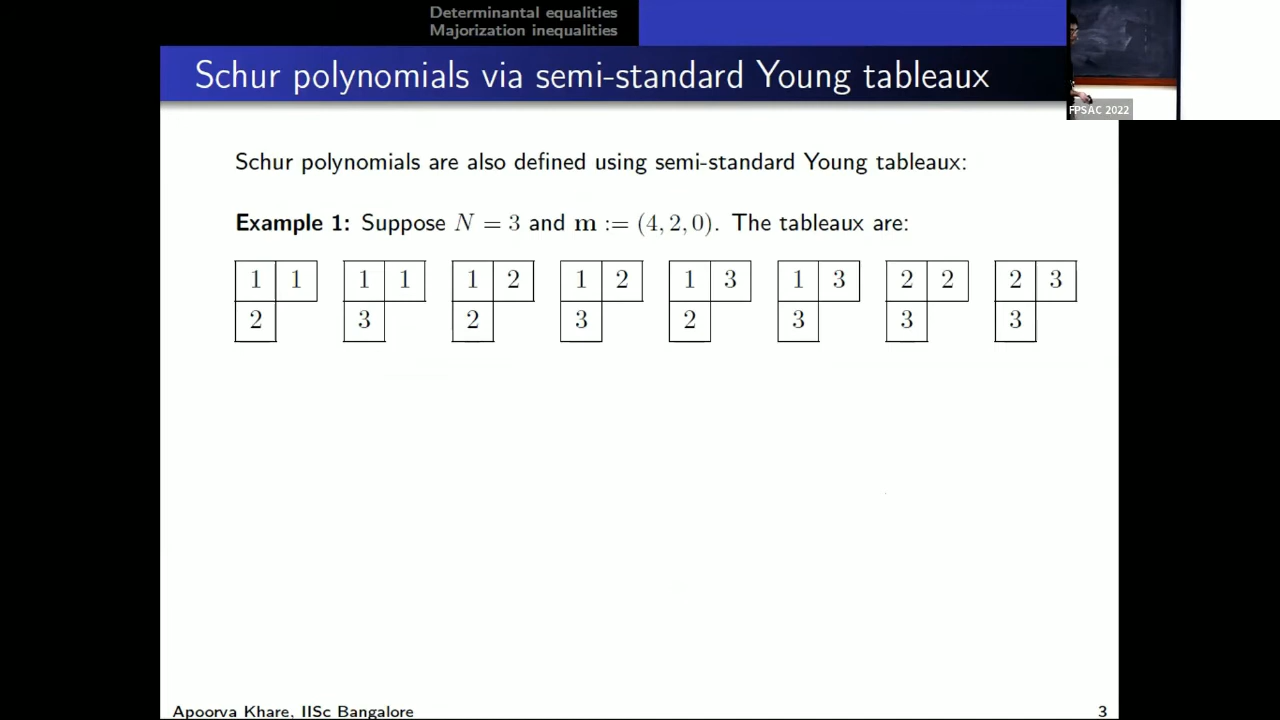 Determinantal equalities
Majorization inequalities
Schur polynomials via semi-standard Young tableaux
FPSAC 2022
Schur polynomials are also defined using semi-standard Young tableaux:
Example 1: Suppose N = 3 and m := (4, 2, 0). The tableaux are:
1 1 1 1 1 2 1 2 1 3 1 3 2 2 2 3
2 3 2 3 2 3 3 3
Apoorva Khare, IISc Bangalore 3